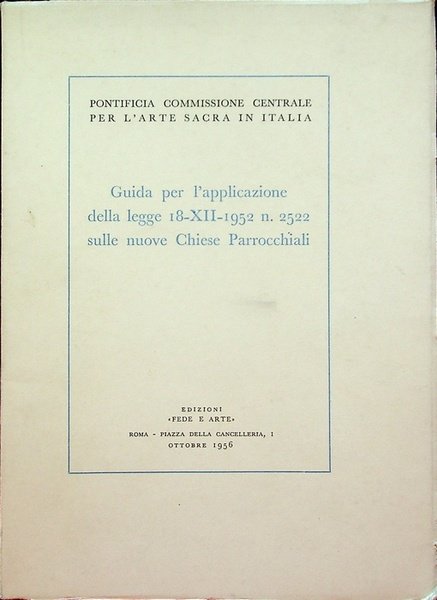 PONTIFICIA COMMISSIONE CENTRALE
PER L'ARTE SACRA IN ITALIA
Guida per l'applicazione
della legge 18-XII-1952 n. 2522
sulle nuove Chiese Parrocchiali
EDIZIONI
«FEDE E ARTE»
ROMA - PIAZZA DELLA CANCELLERIA, 1
OTTOBRE 1956